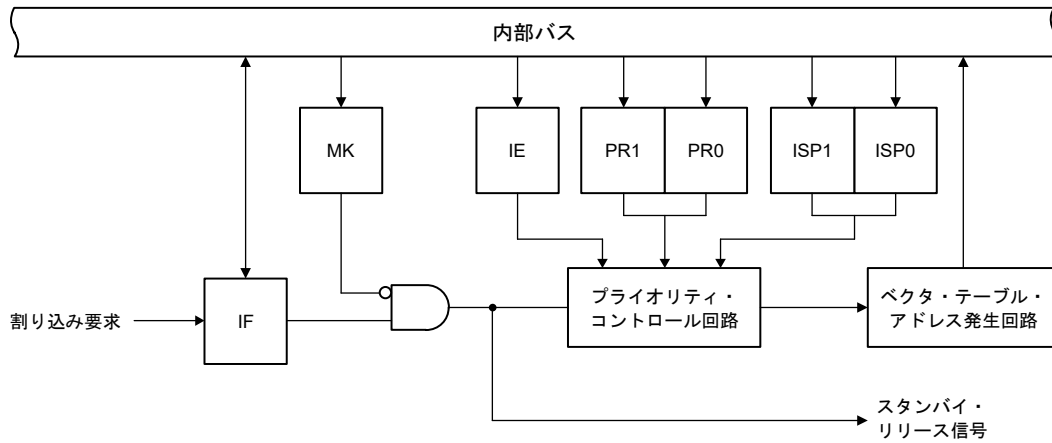 内部バス
MK
IE
PR1
PR0
ISP1
ISP0
割り込み要求
IF
プライオリティ・
コントロール回路
ベクタ・テーブル・
アドレス発生回路
スタンバイ・
リリース信号